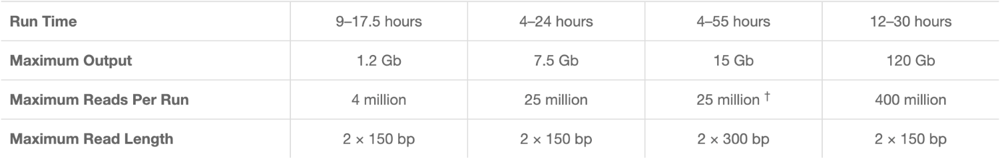 Run Time 9–17.5 hours 4–24 hours 4–55 hours 12–30 hours
Maximum Output 1.2 Gb 7.5 Gb 15 Gb 120 Gb
Maximum Reads Per Run 4 million 25 million 25 million † 400 million
Maximum Read Length 2 × 150 bp 2 × 150 bp 2 × 300 bp 2 × 150 bp